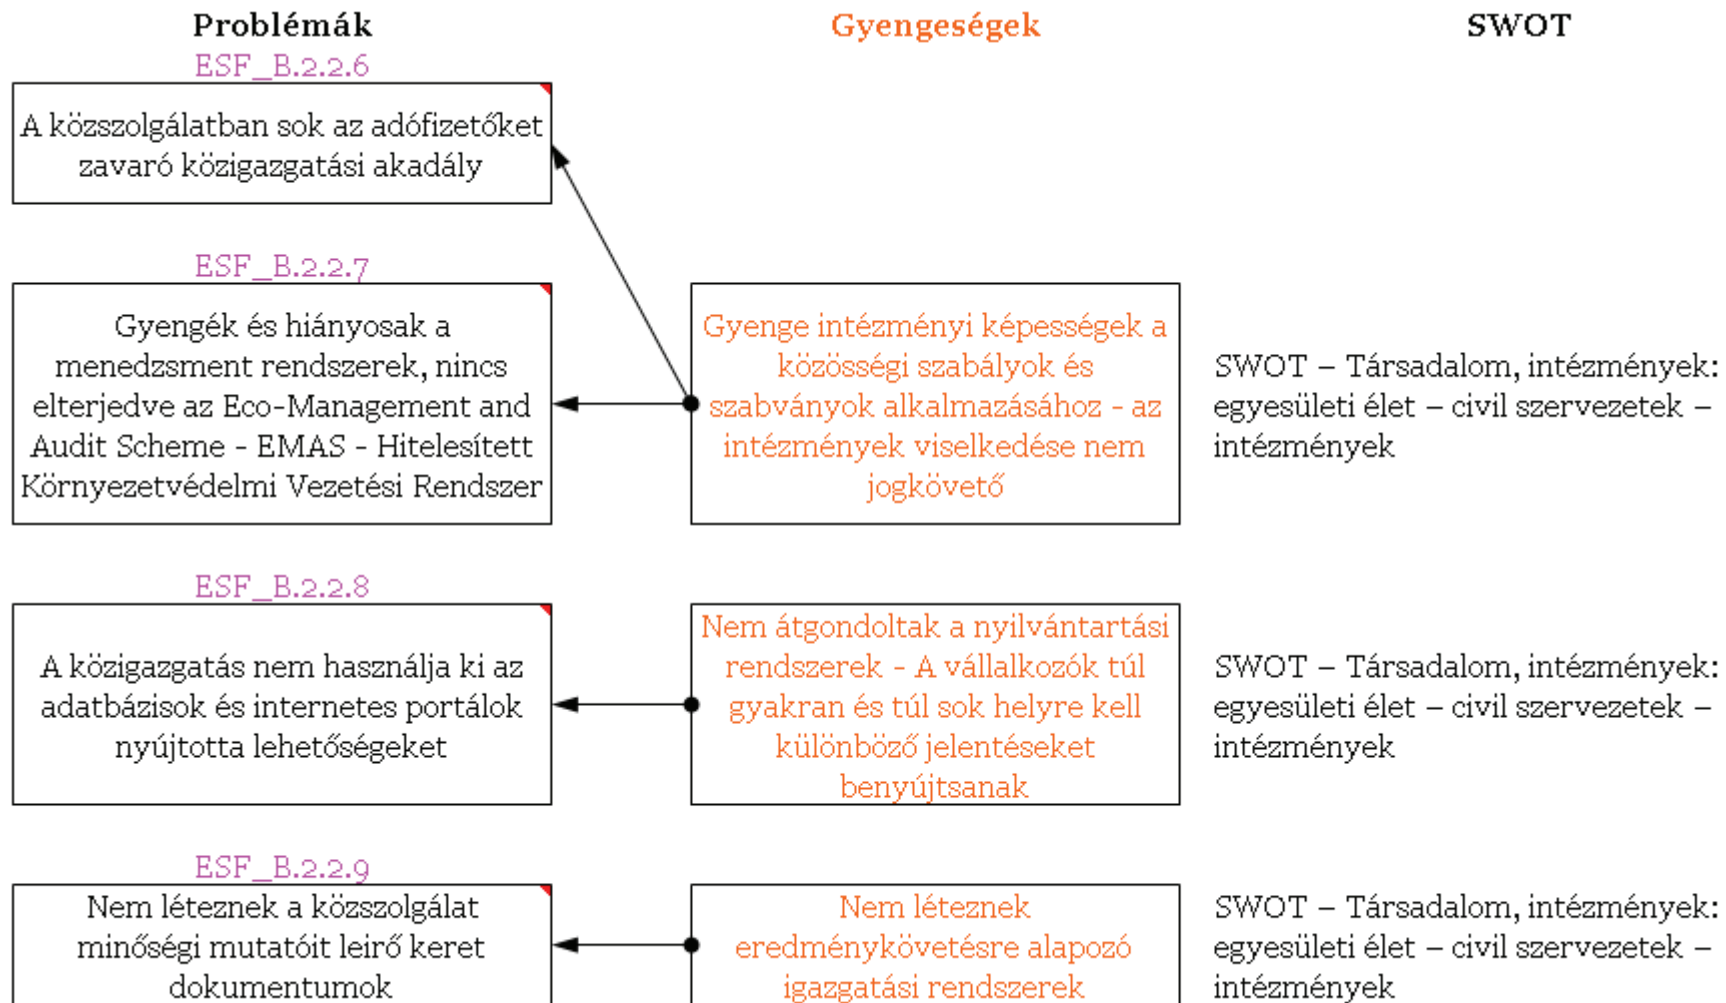 Problémák
Gyengeségek
SWOT
ESF_B.2.2.6
A közszolgálatban sok az adófizetőket
zavaró közigazgatási akadály
ESF_B.2.2.7
Gyengék és hiányosak a
menedzsment rendszerek, nincs
elterjedve az Eco-Management and
Audit Scheme - EMAS - Hitelesített
Környezetvédelmi Vezetési Rendszer
Gyenge intézményi képességek a
közösségi szabályok és
szabványok alkalmazásához - az
intézmények viselkedése nem
jogkövető
SWOT – Társadalom, intézmények:
egyesületi élet – civil szervezetek –
intézmények
ESF_B.2.2.8
A közigazgatás nem használja ki az
adatbázisok és internetes portálok
nyújtotta lehetőségeket
Nem átgondoltak a nyilvántartási
rendszerek - A vállalkozók túl
gyakran és túl sok helyre kell
különböző jelentéseket
benyújtsanak
SWOT – Társadalom, intézmények:
egyesületi élet – civil szervezetek –
intézmények
ESF_B.2.2.9
Nem léteznek a közszolgálat
minőségi mutatóit leirő keret
dokumentumok
Nem léteznek
eredménykövetésre alapozó
igazgatási rendszerek
SWOT – Társadalom, intézmények:
egyesületi élet – civil szervezetek –
intézmények